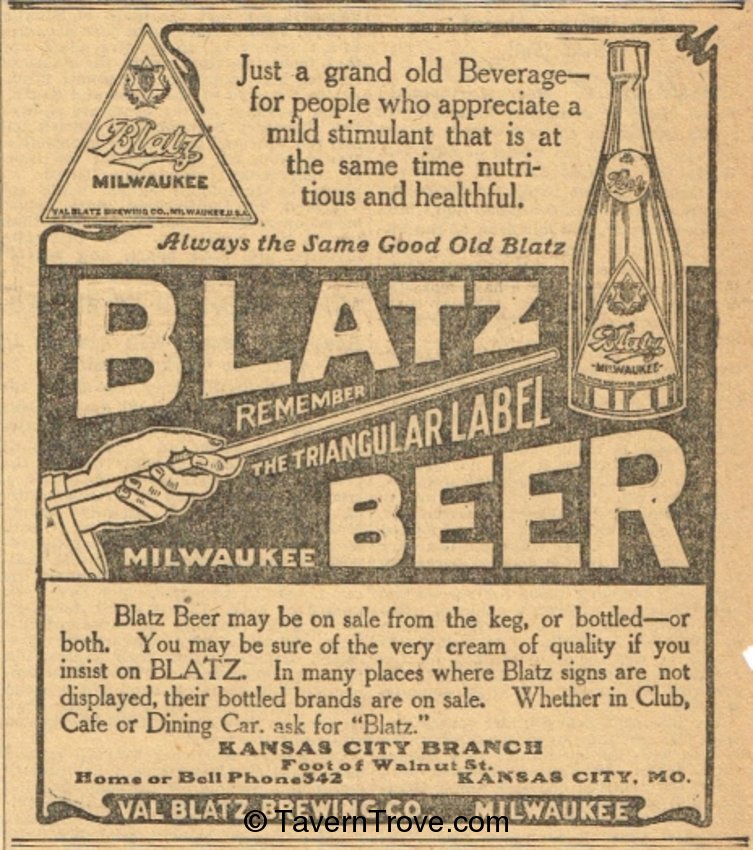 Just a grand old Beverage—
for people who appreciate a
mild stimulant that is at
the same time nutri-
tious and healthful.
Blatz
MILWAUKEE
VAL BLATZ BREWING CO., MILWAUKEE, U.S.A.
Always the Same Good Old Blatz
Blatz
Blatz
-MILWAUKEE-
BLATZ
REMEMBER
THE TRIANGULAR LABEL
BEER
MILWAUKEE
Blatz Beer may be on sale from the keg, or bottled—or
both. You may be sure of the very cream of quality if you
insist on BLATZ. In many places where Blatz signs are not
displayed, their bottled brands are on sale. Whether in Club,
Cafe or Dining Car. ask for "Blatz."
KANSAS CITY BRANCH
Foot of Walnut St.
Home or Bell Phone 342 KANSAS CITY, MO.
VAL BLATZ BREWING CO. MILWAUKEE
© TavernTrove.com